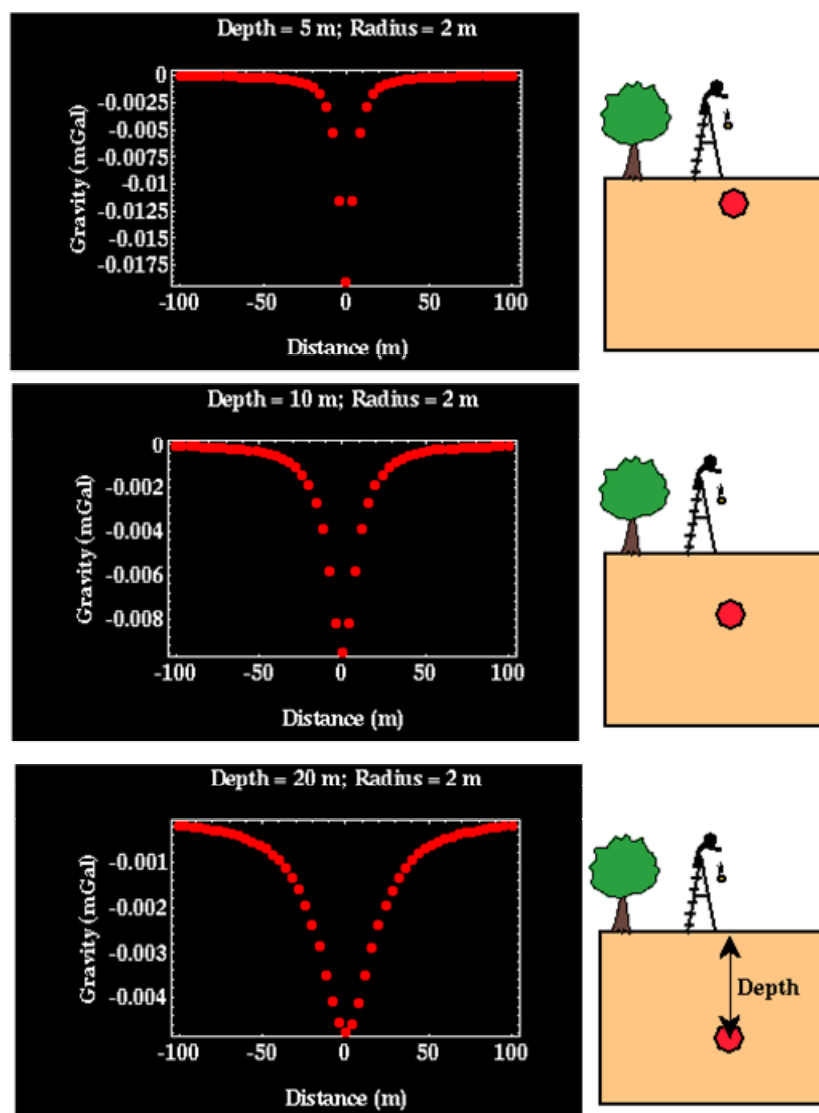 Depth = 5 m; Radius = 2 m
0
-0.0025
-0.005
-0.0075
-0.01
-0.0125
-0.015
-0.0175
Gravity (mGal)
-100 -50 0 50 100
Distance (m)
Depth = 10 m; Radius = 2 m
0
-0.002
-0.004
-0.006
-0.008
Gravity (mGal)
-100 -50 0 50 100
Distance (m)
Depth = 20 m; Radius = 2 m
-0.001
-0.002
-0.003
-0.004
Gravity (mGal)
-100 -50 0 50 100
Distance (m)
Depth